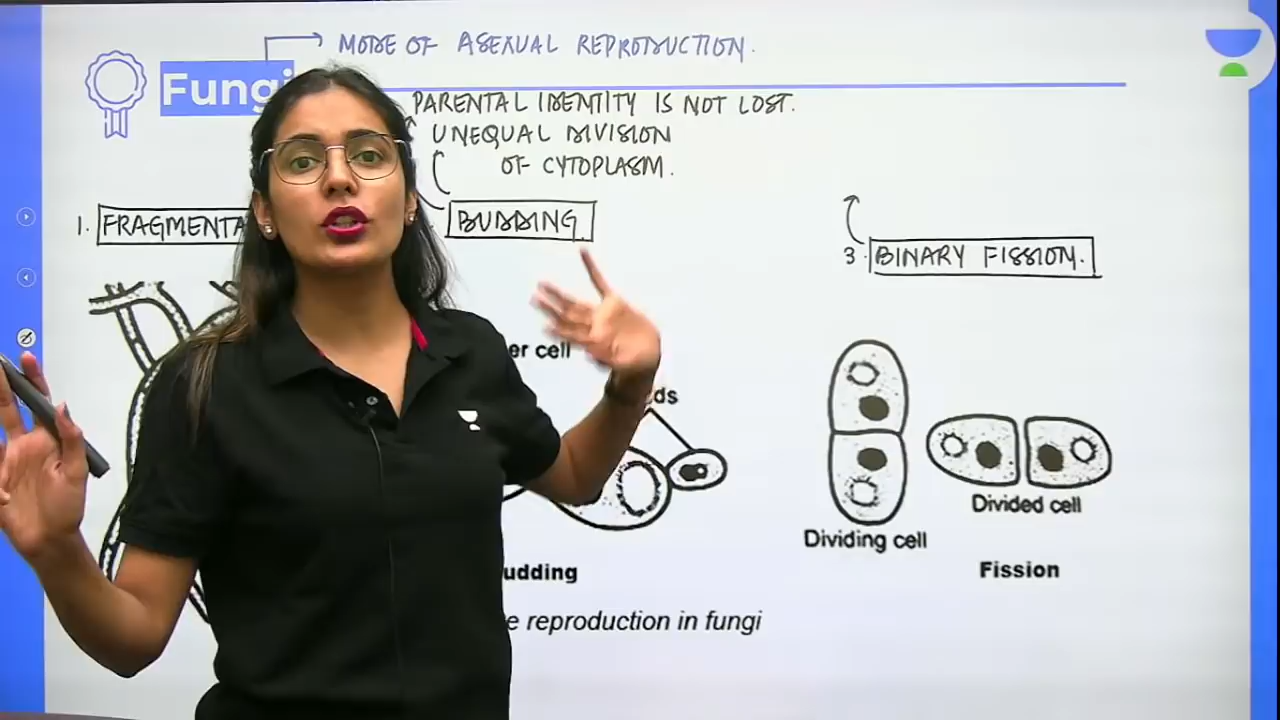 MODE OF ASEXUAL REPRODUCTION.
Fungi
PARENTAL IDENTITY IS NOT LOST.
UNEQUAL DIVISION
OF CYTOPLASM.
1. FRAGMENTA
BUDDING.
3. BINARY FISSION.
er cell
ds
Dividing cell
Divided cell
udding
Fission
e reproduction in fungi